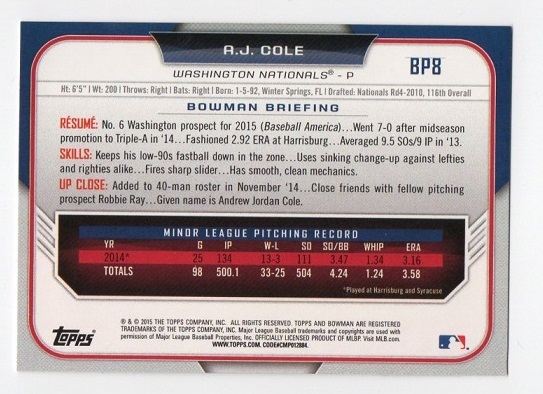 A.J. COLE
BP8
WASHINGTON NATIONALS® - P
Ht: 6'5" | Wt: 200 | Throws: Right | Bats: Right | Born: 1-5-92, Winter Springs, FL | Drafted: Nationals Rd4-2010, 116th Overall
BOWMAN BRIEFING
RÉSUMÉ: No. 6 Washington prospect for 2015 (Baseball America)...Went 7-0 after midseason
promotion to Triple-A in '14...Fashioned 2.92 ERA at Harrisburg...Averaged 9.5 SOs/9 IP in '13.
SKILLS: Keeps his low-90s fastball down in the zone...Uses sinking change-up against lefties
and righties alike...Fires sharp slider...Has smooth, clean mechanics.
UP CLOSE: Added to 40-man roster in November '14...Close friends with fellow pitching
prospect Robbie Ray...Given name is Andrew Jordan Cole.
MINOR LEAGUE PITCHING RECORD
YR G IP W-L SO SO/BB WHIP ERA
2014* 25 134 13-3 111 3.47 1.34 3.16
TOTALS 98 500.1 33-25 504 4.24 1.24 3.58
*Played at Harrisburg and Syracuse
Topps
® & © 2015 THE TOPPS COMPANY, INC. ALL RIGHTS RESERVED. TOPPS AND BOWMAN ARE REGISTERED
TRADEMARKS OF THE TOPPS COMPANY, INC. Major League Baseball trademarks and copyrights are used with
permission of Major League Baseball Properties, Inc. OFFICIALLY LICENSED PRODUCT OF MLBP. Visit MLB.com.
WWW.TOPPS.COM. CODE#CMP012884.